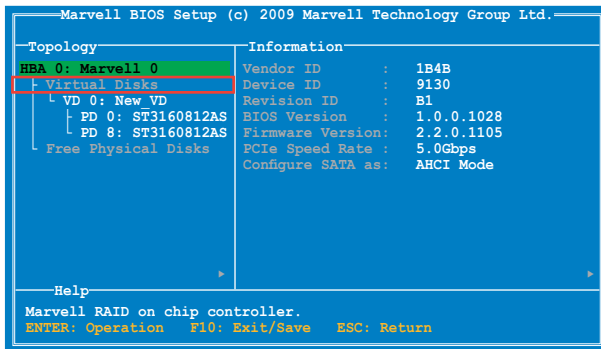 Marvell BIOS Setup (c) 2009 Marvell Technology Group Ltd.
Topology
HBA 0: Marvell 0
Virtual Disks
VD 0: New_VD
PD 0: ST3160812AS
PD 8: ST3160812AS
Free Physical Disks
Information
Vendor ID : 1B4B
Device ID : 9130
Revision ID : B1
BIOS Version : 1.0.0.1028
Firmware Version: 2.2.0.1105
PCIe Speed Rate : 5.0Gbps
Configure SATA as: AHCI Mode
Help
Marvell RAID on chip controller.
ENTER: Operation F10: Exit/Save ESC: Return